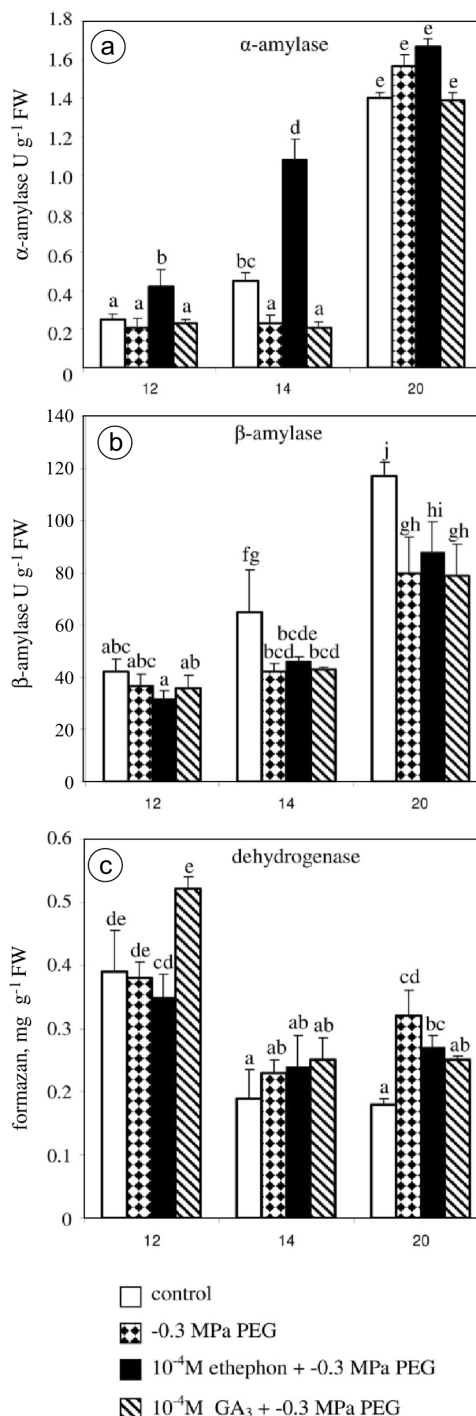 a
α-amylase
α-amylase U g-1 FW
1.8
1.6
1.4
1.2
1
0.8
0.6
0.4
0.2
0
a a b a
bc a d a
e e e e
12 14 20
b
β-amylase
β-amylase U g-1 FW
140
120
100
80
60
40
20
0
abc abc a ab
fg bcd bcde bcd
j gh hi gh
12 14 20
c
dehydrogenase
formazan, mg g-1 FW
0.6
0.5
0.4
0.3
0.2
0.1
0
de de cd e
a ab ab ab
a cd bc ab
12 14 20
control
-0.3 MPa PEG
10-4M ethephon + -0.3 MPa PEG
10-4M GA3 + -0.3 MPa PEG